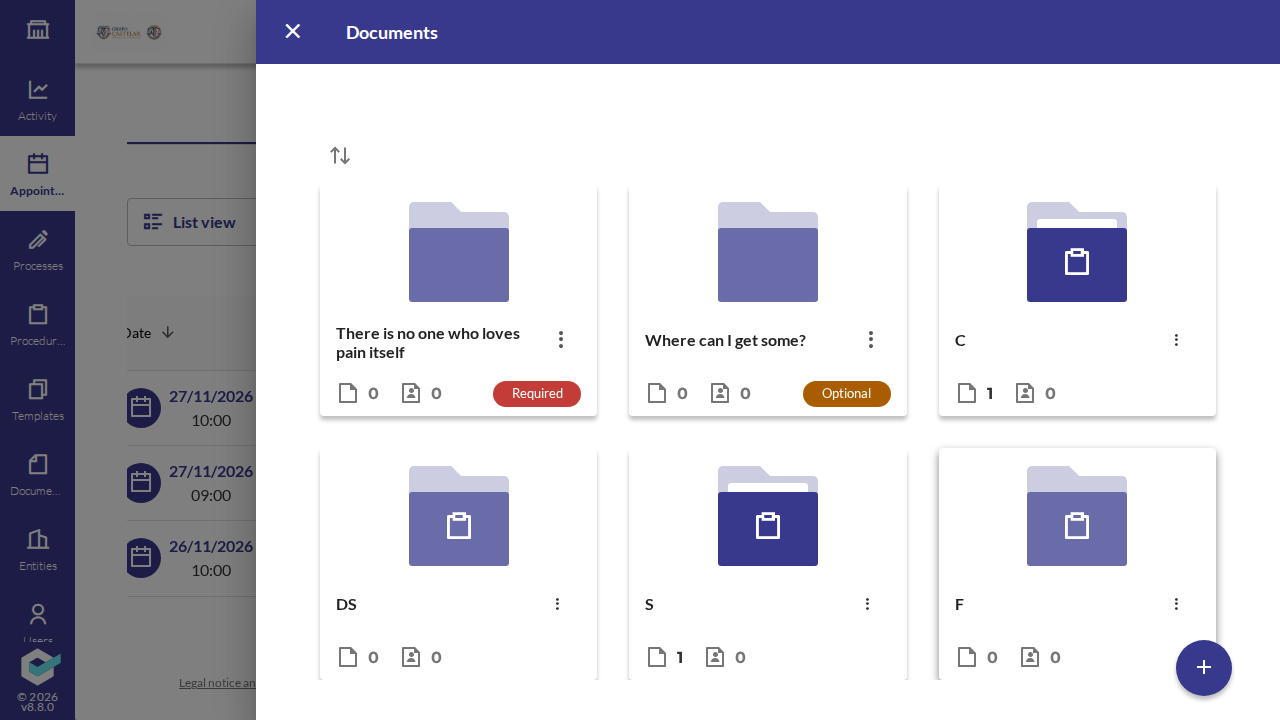 Documents
Activity
Appoint...
List view
Processes
Procedur...
Date
There is no one who loves
pain itself
Where can I get some?
C
27/11/2026
10:00
0
0
Required
0
0
Optional
1
0
Templates
27/11/2026
09:00
Docume...
26/11/2026
10:00
Entities
DS
S
F
Users
0
0
1
0
0
0
Legal notice an
© 2026
v8.8.0